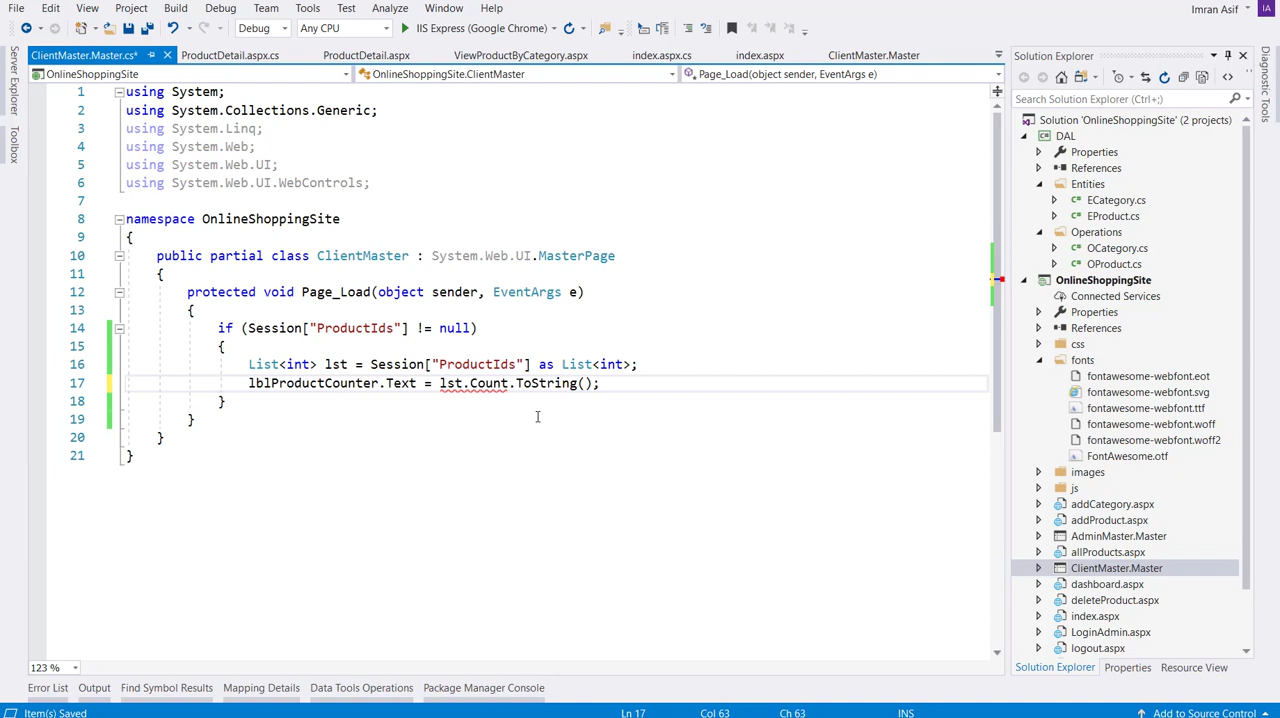 File Edit View Project Build Debug Team Tools Test Analyze Window Help
Imran Asif IA
Debug Any CPU IIS Express (Google Chrome)
ClientMaster.Master.cs* ProductDetail.aspx.cs ProductDetail.aspx ViewProductByCategory.aspx index.aspx.cs index.aspx ClientMaster.Master
OnlineShoppingSite OnlineShoppingSite.ClientMaster Page_Load(object sender, EventArgs e)
1 using System;
2 using System.Collections.Generic;
3 using System.Linq;
4 using System.Web;
5 using System.Web.UI;
6 using System.Web.UI.WebControls;
7
8 namespace OnlineShoppingSite
9 {
10 public partial class ClientMaster : System.Web.UI.MasterPage
11 {
12 protected void Page_Load(object sender, EventArgs e)
13 {
14 if (Session["ProductIds"] != null)
15 {
16 List<int> lst = Session["ProductIds"] as List<int>;
17 lblProductCounter.Text = lst.Count.ToString();
18 }
19 }
20 }
21 }
123 %
Server Explorer
Toolbox
Solution Explorer
Search Solution Explorer (Ctrl+;)
Solution 'OnlineShoppingSite' (2 projects)
DAL
Properties
References
Entities
ECategory.cs
EProduct.cs
Operations
OCategory.cs
OProduct.cs
OnlineShoppingSite
Connected Services
Properties
References
css
fonts
fontawesome-webfont.eot
fontawesome-webfont.svg
fontawesome-webfont.ttf
fontawesome-webfont.woff
fontawesome-webfont.woff2
FontAwesome.otf
images
js
addCategory.aspx
addProduct.aspx
AdminMaster.Master
allProducts.aspx
ClientMaster.Master
dashboard.aspx
deleteProduct.aspx
index.aspx
LoginAdmin.aspx
logout.aspx
Solution Explorer Properties Resource View
Diagnostic Tools
Error List Output Find Symbol Results Mapping Details Data Tools Operations Package Manager Console
Item(s) Saved Ln 17 Col 63 Ch 63 INS Add to Source Control